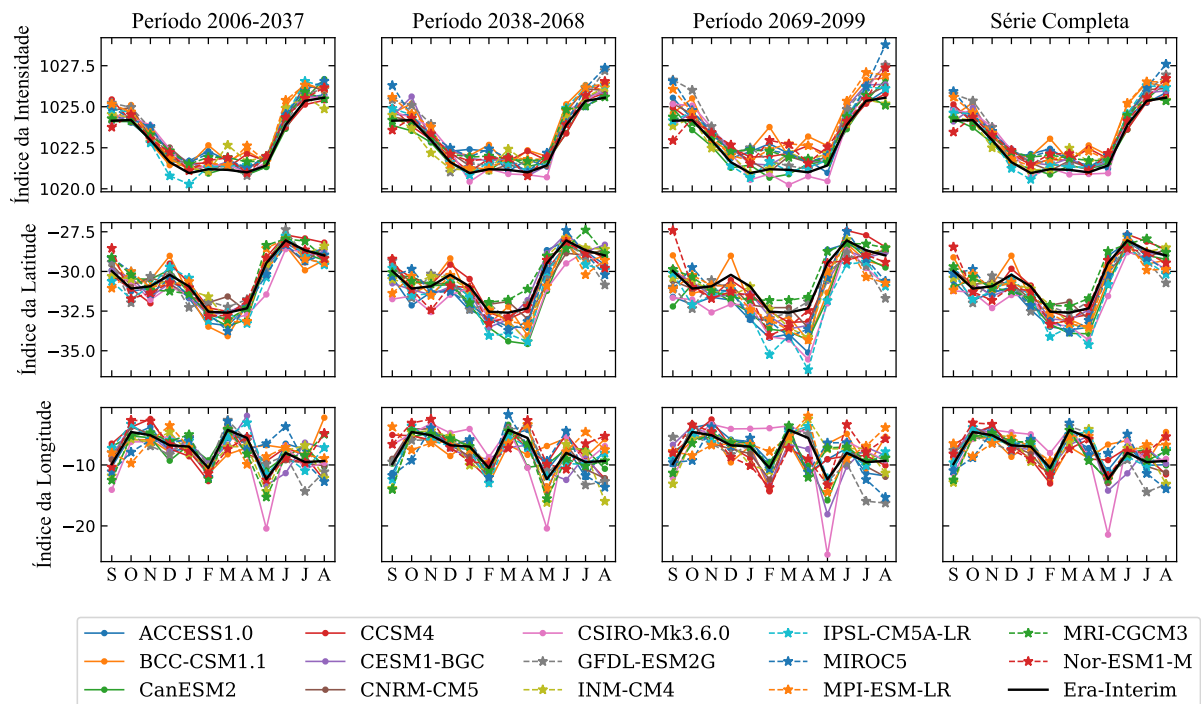 Período 2006-2037 Período 2038-2068 Período 2069-2099 Série Completa
Índice da Intensidade
1027.5
1025.0
1022.5
1020.0
Índice da Latitude
−27.5
−30.0
−32.5
−35.0
Índice da Longitude
−10
−20
S O N D J F M A M J J A S O N D J F M A M J J A S O N D J F M A M J J A S O N D J F M A M J J A
ACCESS1.0 CCSM4 CSIRO-Mk3.6.0 IPSL-CM5A-LR MRI-CGCM3
BCC-CSM1.1 CESM1-BGC GFDL-ESM2G MIROC5 Nor-ESM1-M
CanESM2 CNRM-CM5 INM-CM4 MPI-ESM-LR Era-Interim